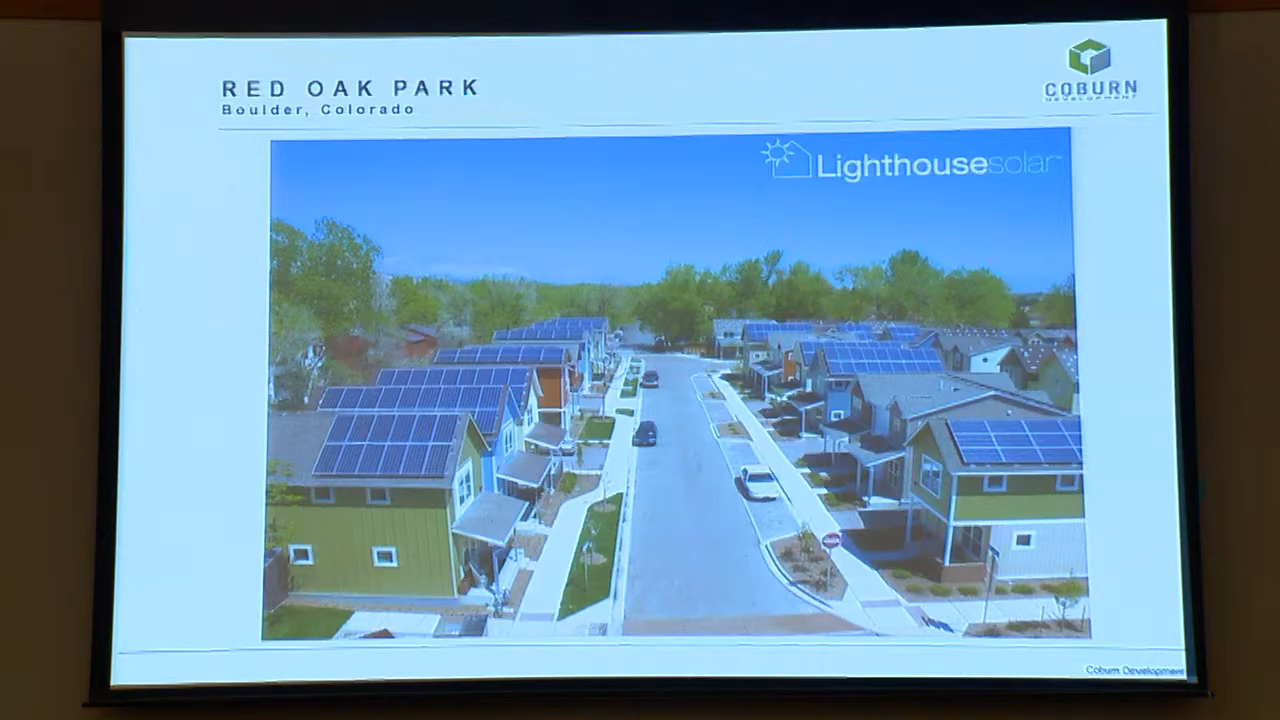 RED OAK PARK
Boulder, Colorado
COBURN
DEVELOPMENT
Lighthousesolar
Coburn Development